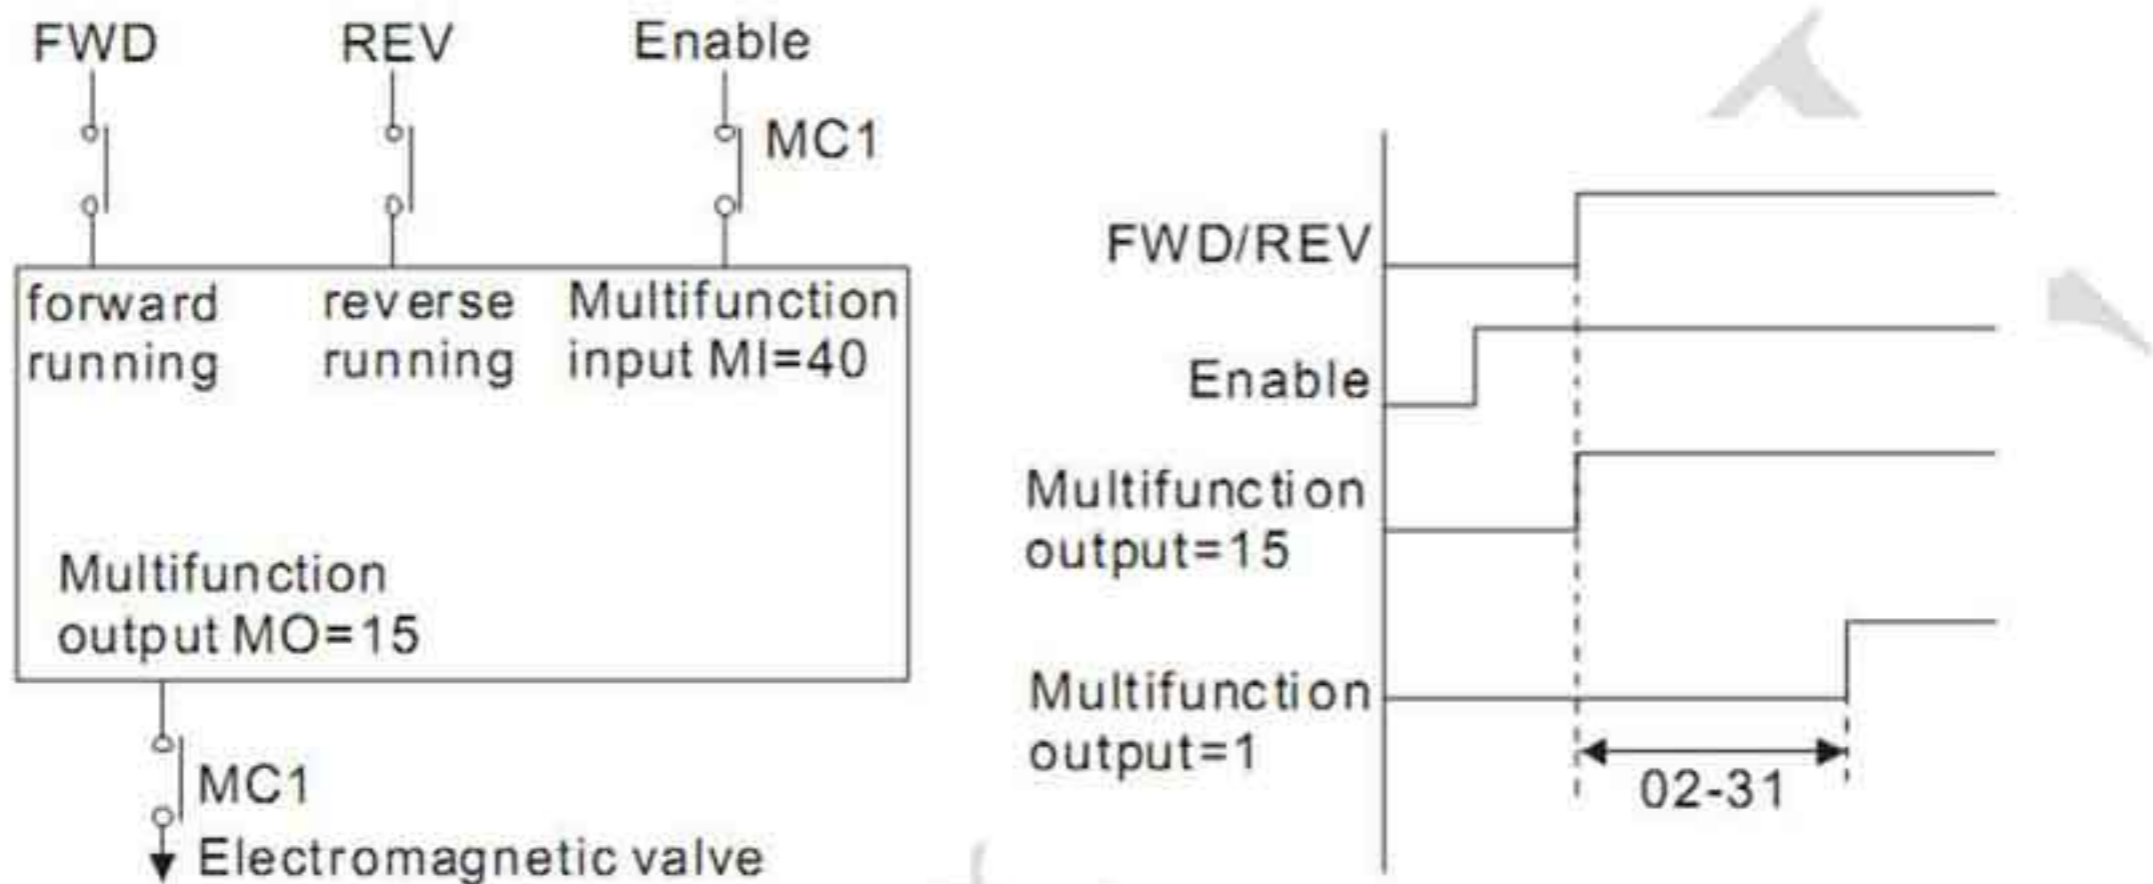 FWD REV Enable
MC1
forward reverse Multifunction
running running input MI=40
Multifunction
output MO=15
MC1
Electromagnetic valve
FWD/REV
Enable
Multifunction
output=15
Multifunction
output=1
02-31